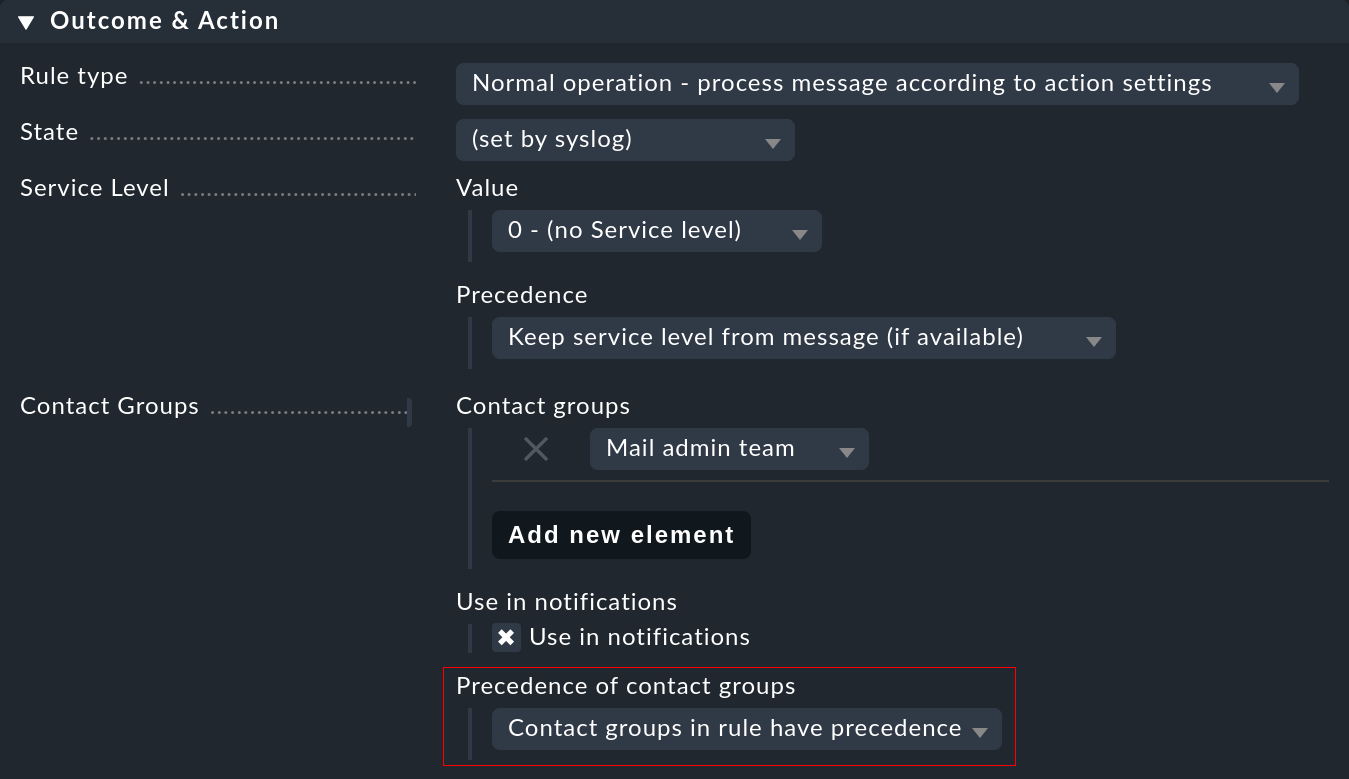 Outcome & Action
Rule type
Normal operation - process message according to action settings
State
(set by syslog)
Service Level
Value
0 - (no Service level)
Precedence
Keep service level from message (if available)
Contact Groups
Contact groups
Mail admin team
Add new element
Use in notifications
Use in notifications
Precedence of contact groups
Contact groups in rule have precedence